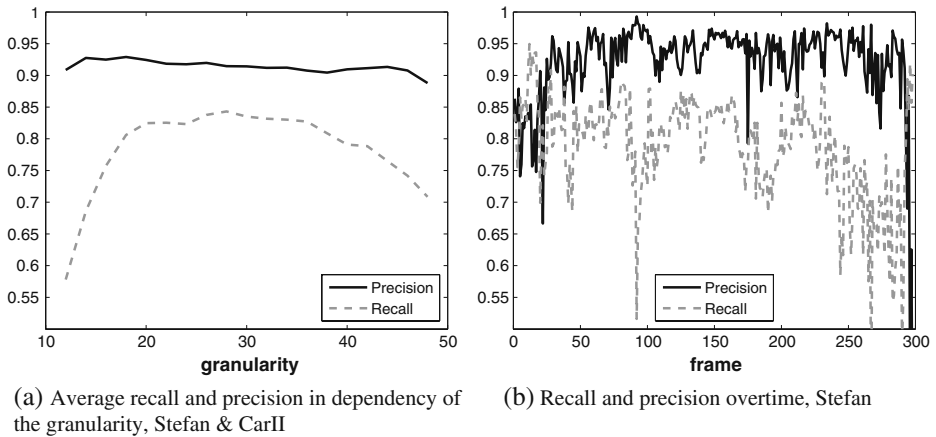 1
0.95
0.9
0.85
0.8
0.75
0.7
0.65
0.6
0.55
10 20 30 40 50
granularity
Precision
Recall
(a) Average recall and precision in dependency of
the granularity, Stefan & CarII
1
0.95
0.9
0.85
0.8
0.75
0.7
0.65
0.6
0.55
0 50 100 150 200 250 300
frame
Precision
Recall
(b) Recall and precision overtime, Stefan